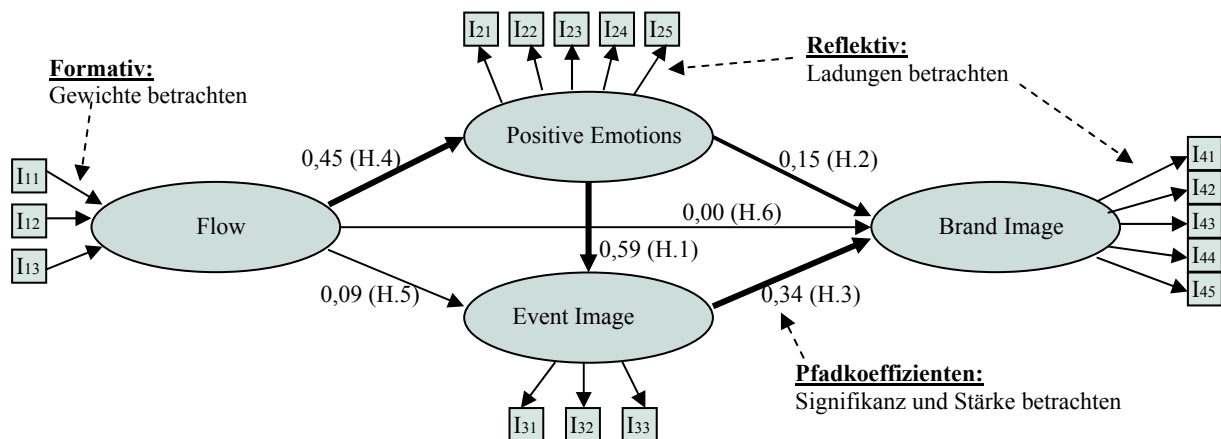 I21 I22 I23 I24 I25
Formativ:
Gewichte betrachten
Reflektiv:
Ladungen betrachten
Positive Emotions
0,45 (H.4)
0,15 (H.2)
I11
I12
I13
Flow
0,00 (H.6)
Brand Image
I41
I42
I43
I44
I45
0,59 (H.1)
0,09 (H.5)
Event Image
0,34 (H.3)
Pfadkoeffizienten:
Signifikanz und Stärke betrachten
I31 I32 I33